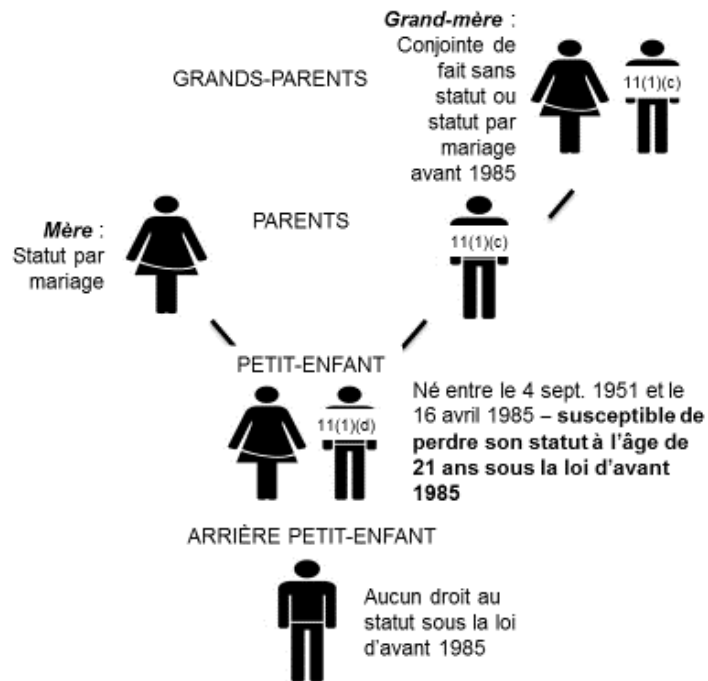 Grand-mère :
Conjointe de
fait sans
statut ou
statut par
mariage
avant 1985
11(1)(c)
GRANDS-PARENTS
Mère :
Statut par
mariage
PARENTS
11(1)(c)
PETIT-ENFANT
11(1)(d)
Né entre le 4 sept. 1951 et le
16 avril 1985 – susceptible de
perdre son statut à l’âge de
21 ans sous la loi d’avant
1985
ARRIÈRE PETIT-ENFANT
Aucun droit au
statut sous la loi
d’avant 1985